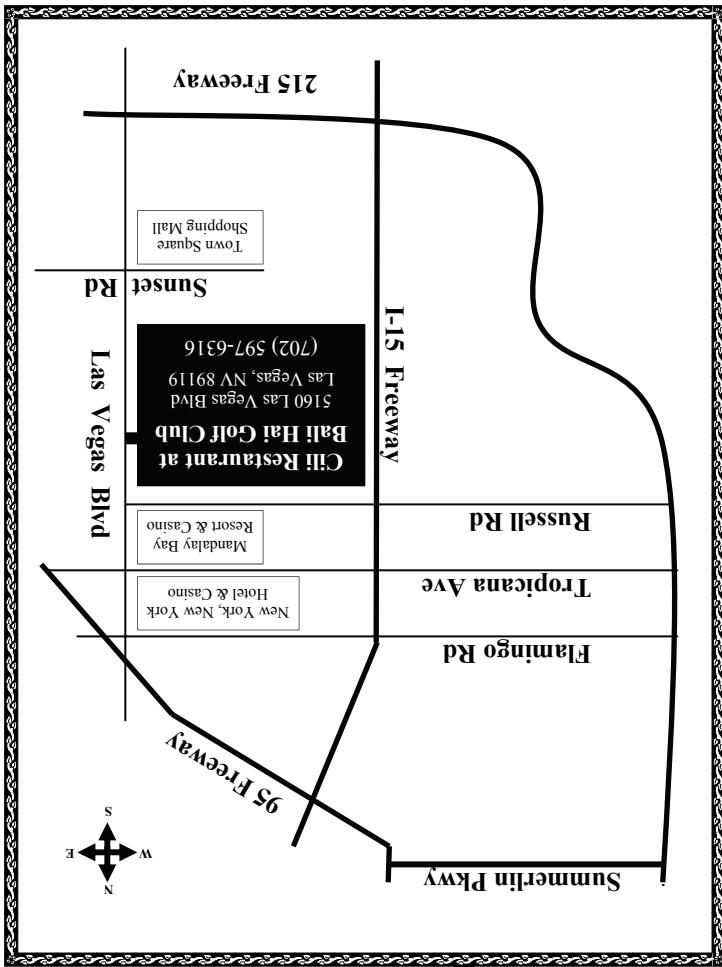 Summerlin Pkwy
N
W
E
S
95 Freeway
Flamingo Rd
New York, New York
Hotel & Casino
Tropicana Ave
Mandalay Bay
Resort & Casino
Russell Rd
Las Vegas Blvd
Cili Restaurant at
Bali Hai Golf Club
5160 Las Vegas Blvd
Las Vegas, NV 89119
(702) 597-6316
I-15 Freeway
Sunset Rd
Town Square
Shopping Mall
215 Freeway